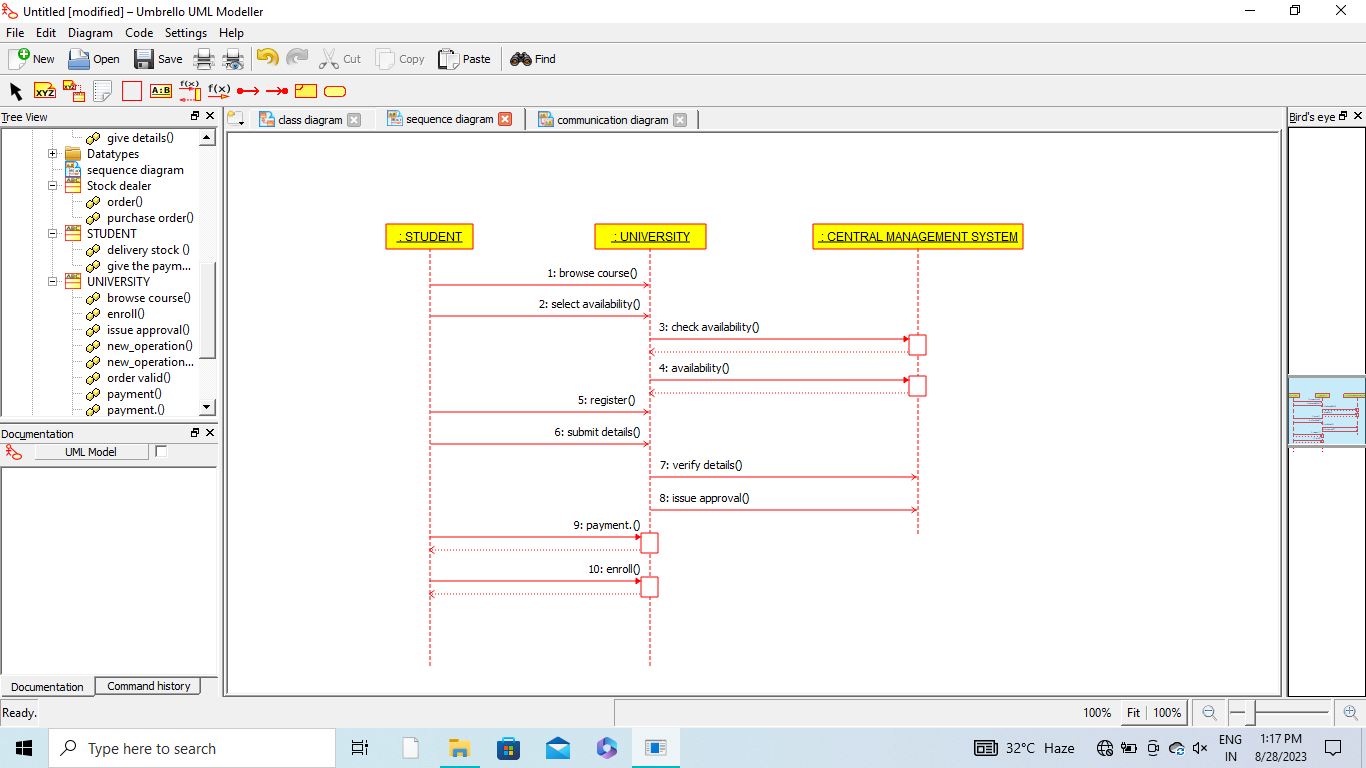 Untitled [modified] – Umbrello UML Modeller
File Edit Diagram Code Settings Help
New Open Save Cut Copy Paste Find
XYZ XYZ A:B f(x) f(x)
Tree View
class diagram sequence diagram communication diagram
Bird's eye
give details()
Datatypes
sequence diagram
ABC Stock dealer
order()
purchase order()
ABC STUDENT
delivery stock ()
give the paym...
ABC UNIVERSITY
browse course()
enroll()
issue approval()
new_operation()
new_operation...
order valid()
payment()
payment.()
Documentation
UML Model
Documentation Command history
: STUDENT : UNIVERSITY : CENTRAL MANAGEMENT SYSTEM
1: browse course()
2: select availability()
3: check availability()
4: availability()
5: register()
6: submit details()
7: verify details()
8: issue approval()
9: payment.()
10: enroll()
Ready.
100% Fit 100%
Type here to search
32°C Haze
ENG
IN
1:17 PM
8/28/2023